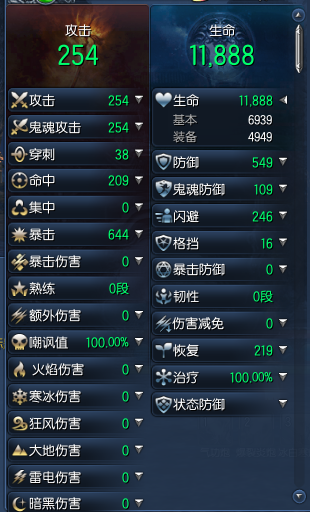 攻击
254
攻击 254
鬼魂攻击 254
穿刺 38
命中 209
集中 0
暴击 644
暴击伤害 0
熟练 0段
额外伤害 0
嘲讽值 100.00%
火焰伤害 0
寒冰伤害 0
狂风伤害 0
大地伤害 0
雷电伤害 0
暗黑伤害 0
生命
11,888
生命 11,888
基本 6939
装备 4949
防御 549
鬼魂防御 109
闪避 246
格挡 16
暴击防御 0
韧性 0段
伤害减免 0
恢复 219
治疗 100.00%
状态防御